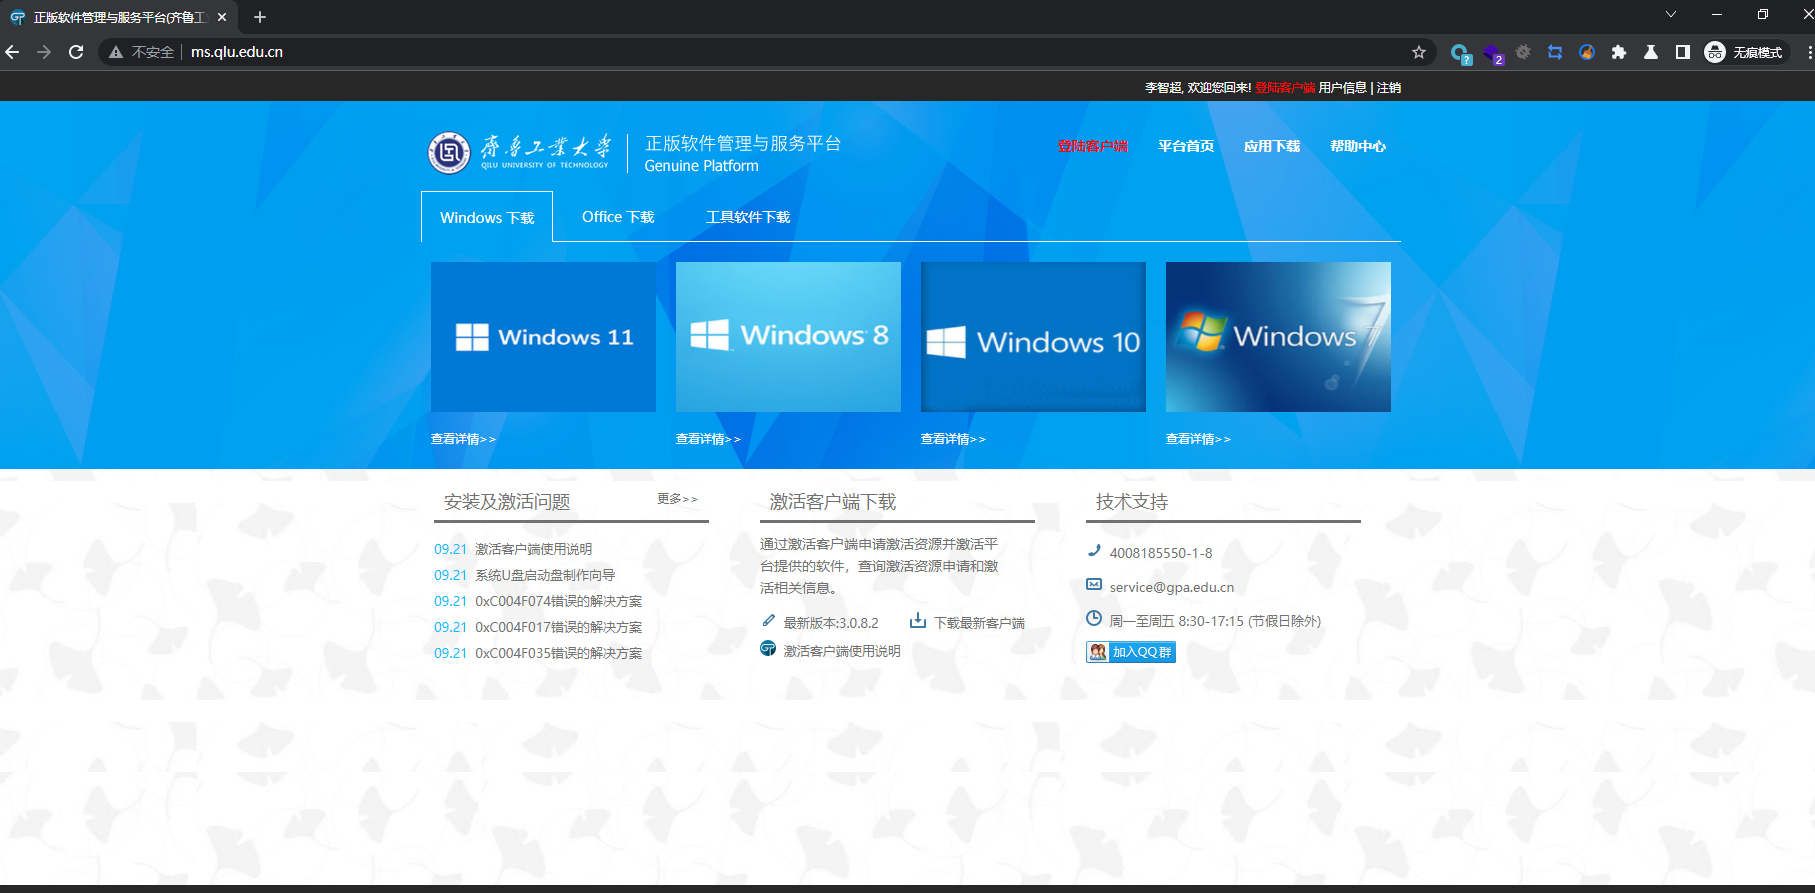 正版软件管理与服务平台(齐鲁工
不安全 ms.qlu.edu.cn
?
2
无痕模式
李智超, 欢迎您回来! 登陆客户端 用户信息 | 注销
齐鲁工业大学
QILU UNIVERSITY OF TECHNOLOGY
正版软件管理与服务平台
Genuine Platform
登陆客户端 平台首页 应用下载 帮助中心
Windows 下载 Office 下载 工具软件下载
Windows 11
Windows 8
Windows 10
Windows 7
查看详情>> 查看详情>> 查看详情>> 查看详情>>
安装及激活问题 更多>>
09.21 激活客户端使用说明
09.21 系统U盘启动盘制作向导
09.21 0xC004F074错误的解决方案
09.21 0xC004F017错误的解决方案
09.21 0xC004F035错误的解决方案
激活客户端下载
通过激活客户端申请激活资源并激活平
台提供的软件，查询激活资源申请和激
活相关信息。
最新版本:3.0.8.2 下载最新客户端
激活客户端使用说明
技术支持
4008185550-1-8
service@gpa.edu.cn
周一至周五 8:30-17:15 (节假日除外)
加入QQ群